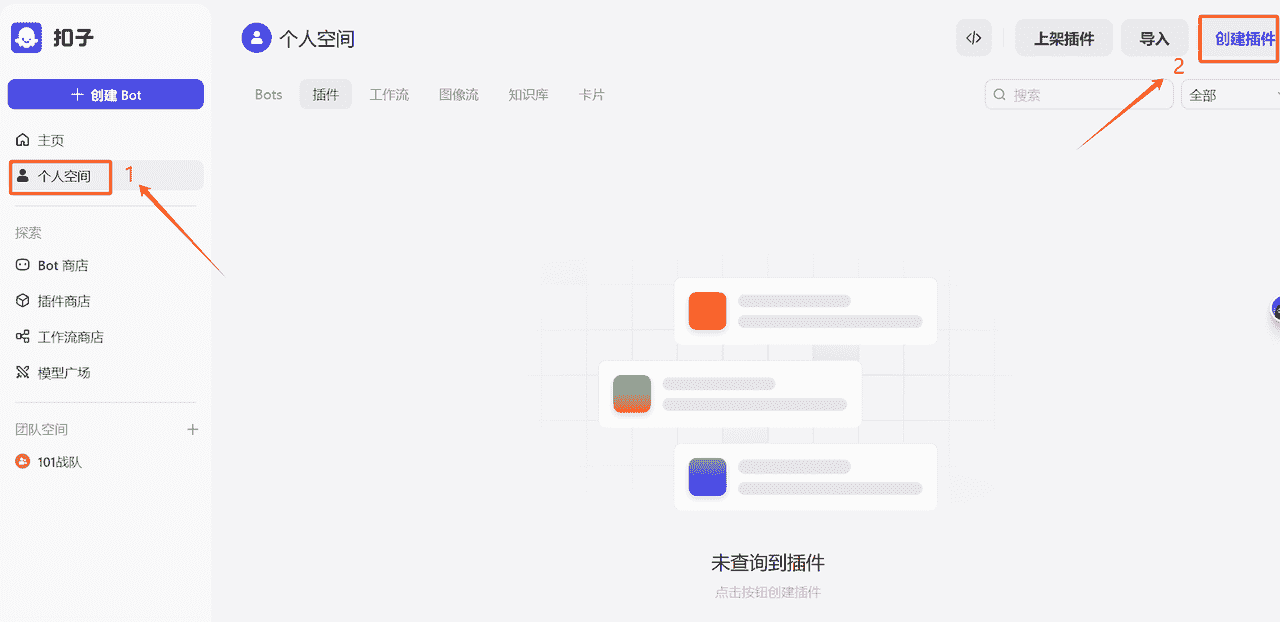 扣子
创建 Bot
主页
个人空间
1
探索
Bot 商店
插件商店
工作流商店
模型广场
团队空间
101战队
个人空间
上架插件
导入
创建插件
2
Bots
插件
工作流
图像流
知识库
卡片
搜索
全部
未查询到插件
点击按钮创建插件